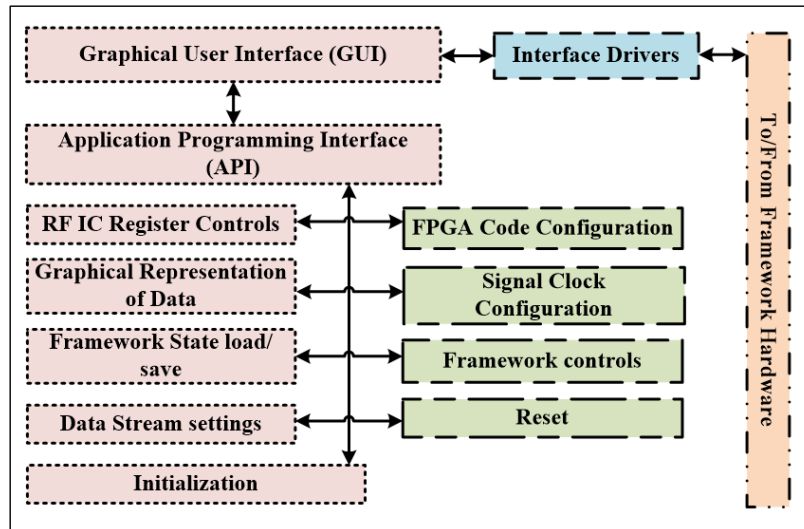 Graphical User Interface (GUI)
Interface Drivers
Application Programming Interface
(API)
RF IC Register Controls
FPGA Code Configuration
Graphical Representation
of Data
Signal Clock
Configuration
Framework State load/
save
Framework controls
Data Stream settings
Reset
Initialization
To/From Framework Hardware